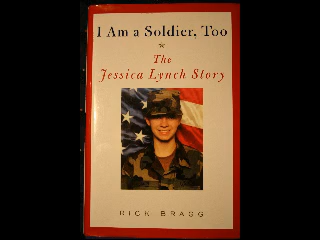 I Am a Soldier, Too
The
Jessica Lynch Story
RICK BRAGG